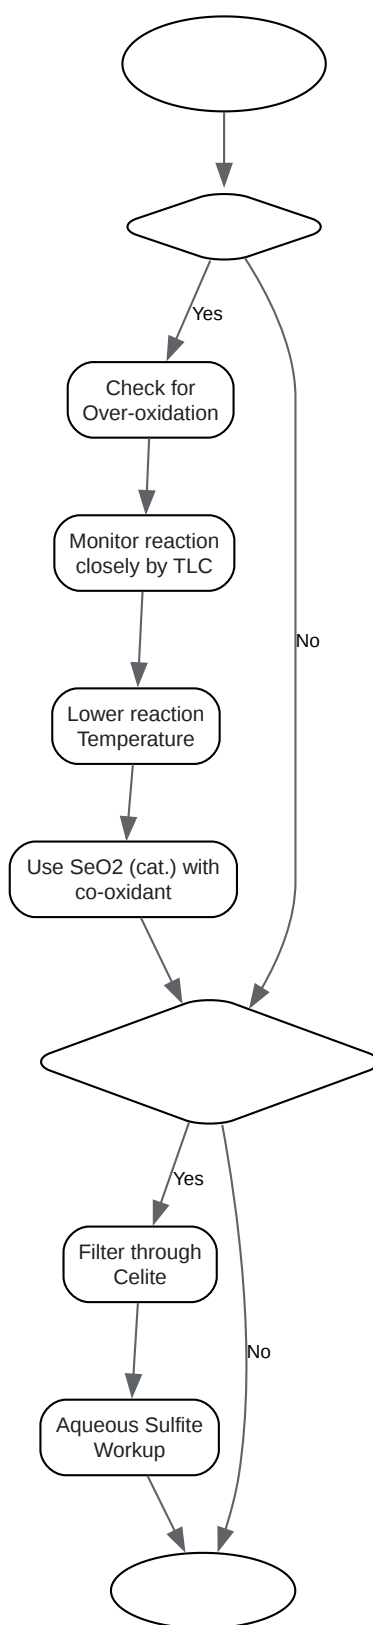 Yes
Check for
Over-oxidation
Monitor reaction
closely by TLC
No
Lower reaction
Temperature
Use SeO2 (cat.) with
co-oxidant
Yes
Filter through
Celite
No
Aqueous Sulfite
Workup